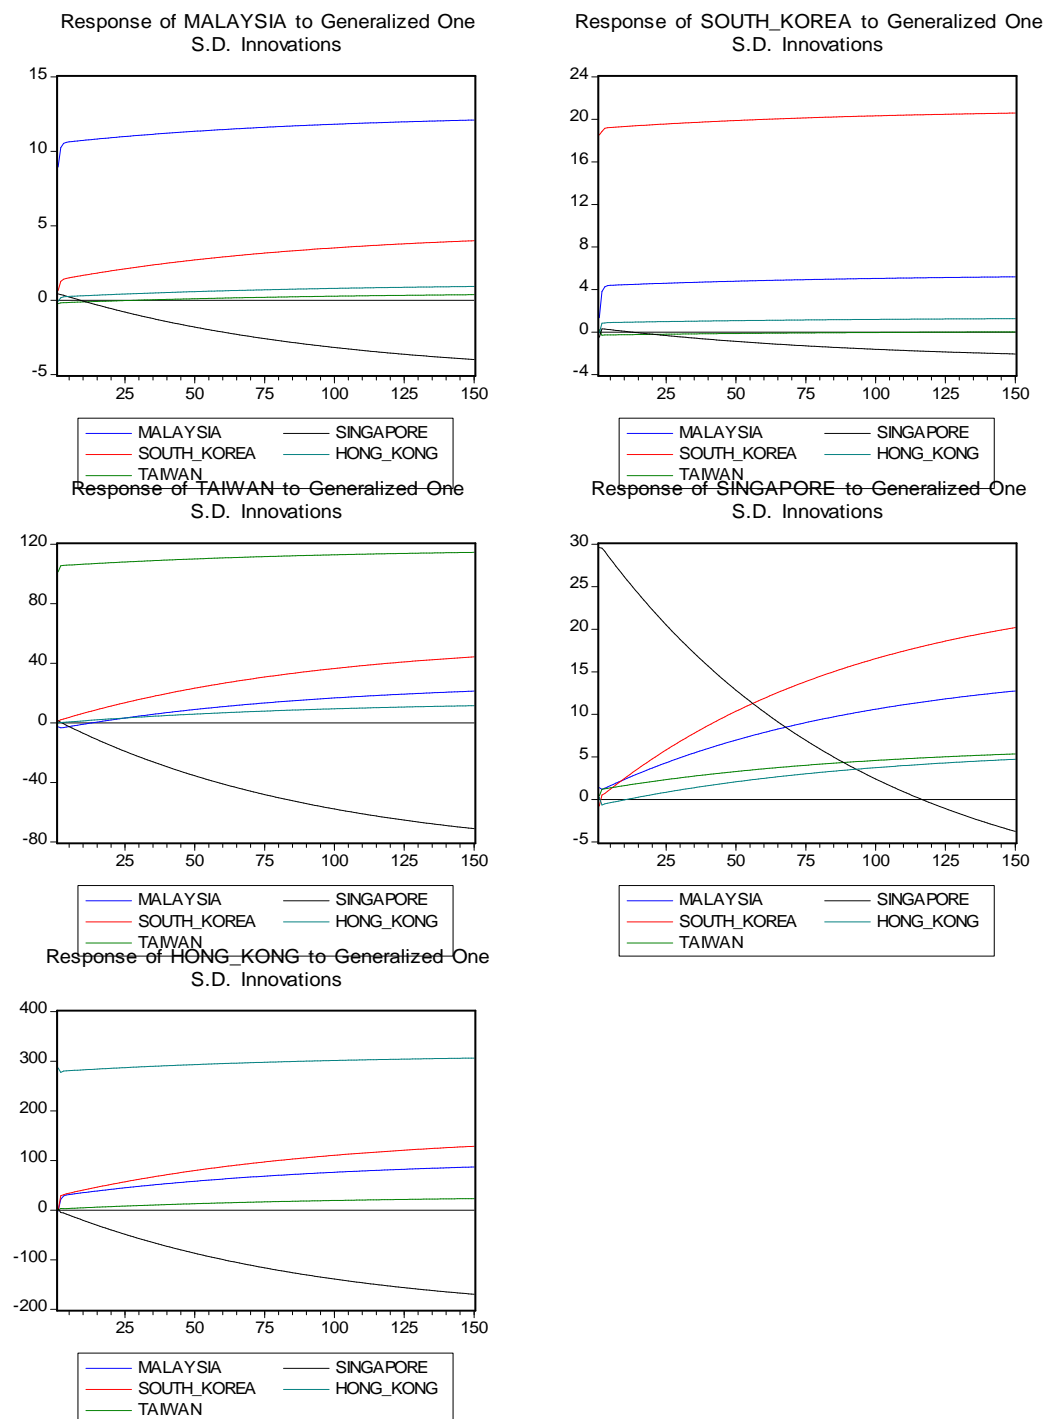 Response of MALAYSIA to Generalized One
S.D. Innovations
15
10
5
0
-5
25 50 75 100 125 150
MALAYSIA SINGAPORE
SOUTH_KOREA HONG_KONG
TAIWAN
Response of SOUTH_KOREA to Generalized One
S.D. Innovations
24
20
16
12
8
4
0
-4
25 50 75 100 125 150
MALAYSIA SINGAPORE
SOUTH_KOREA HONG_KONG
TAIWAN
Response of TAIWAN to Generalized One
S.D. Innovations
120
80
40
0
-40
-80
25 50 75 100 125 150
MALAYSIA SINGAPORE
SOUTH_KOREA HONG_KONG
TAIWAN
Response of SINGAPORE to Generalized One
S.D. Innovations
30
25
20
15
10
5
0
-5
25 50 75 100 125 150
MALAYSIA SINGAPORE
SOUTH_KOREA HONG_KONG
TAIWAN
Response of HONG_KONG to Generalized One
S.D. Innovations
400
300
200
100
0
-100
-200
25 50 75 100 125 150
MALAYSIA SINGAPORE
SOUTH_KOREA HONG_KONG
TAIWAN